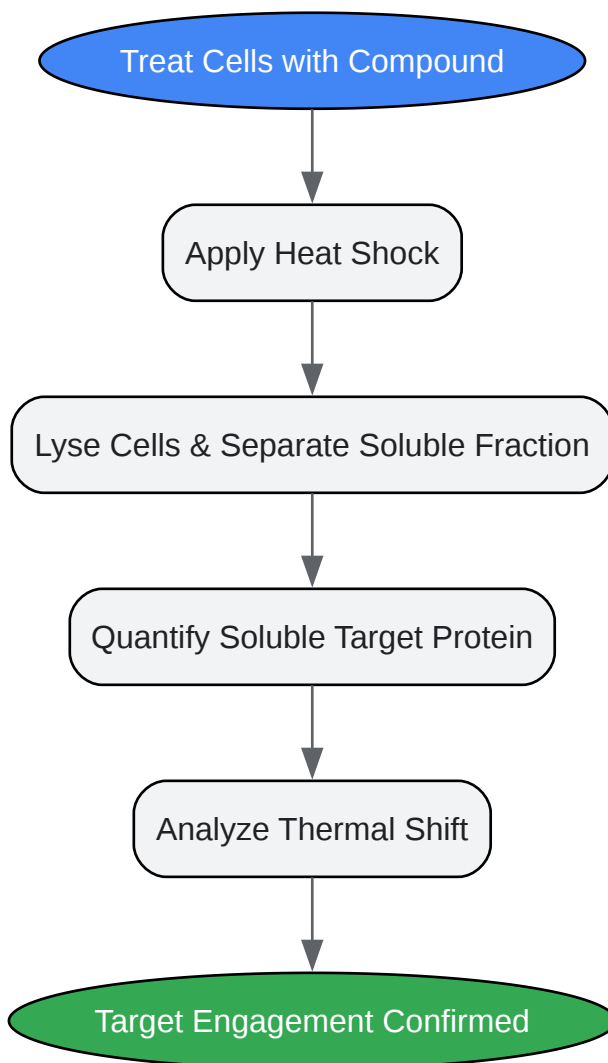 Treat Cells with Compound
Apply Heat Shock
Lyse Cells & Separate Soluble Fraction
Quantify Soluble Target Protein
Analyze Thermal Shift
Target Engagement Confirmed